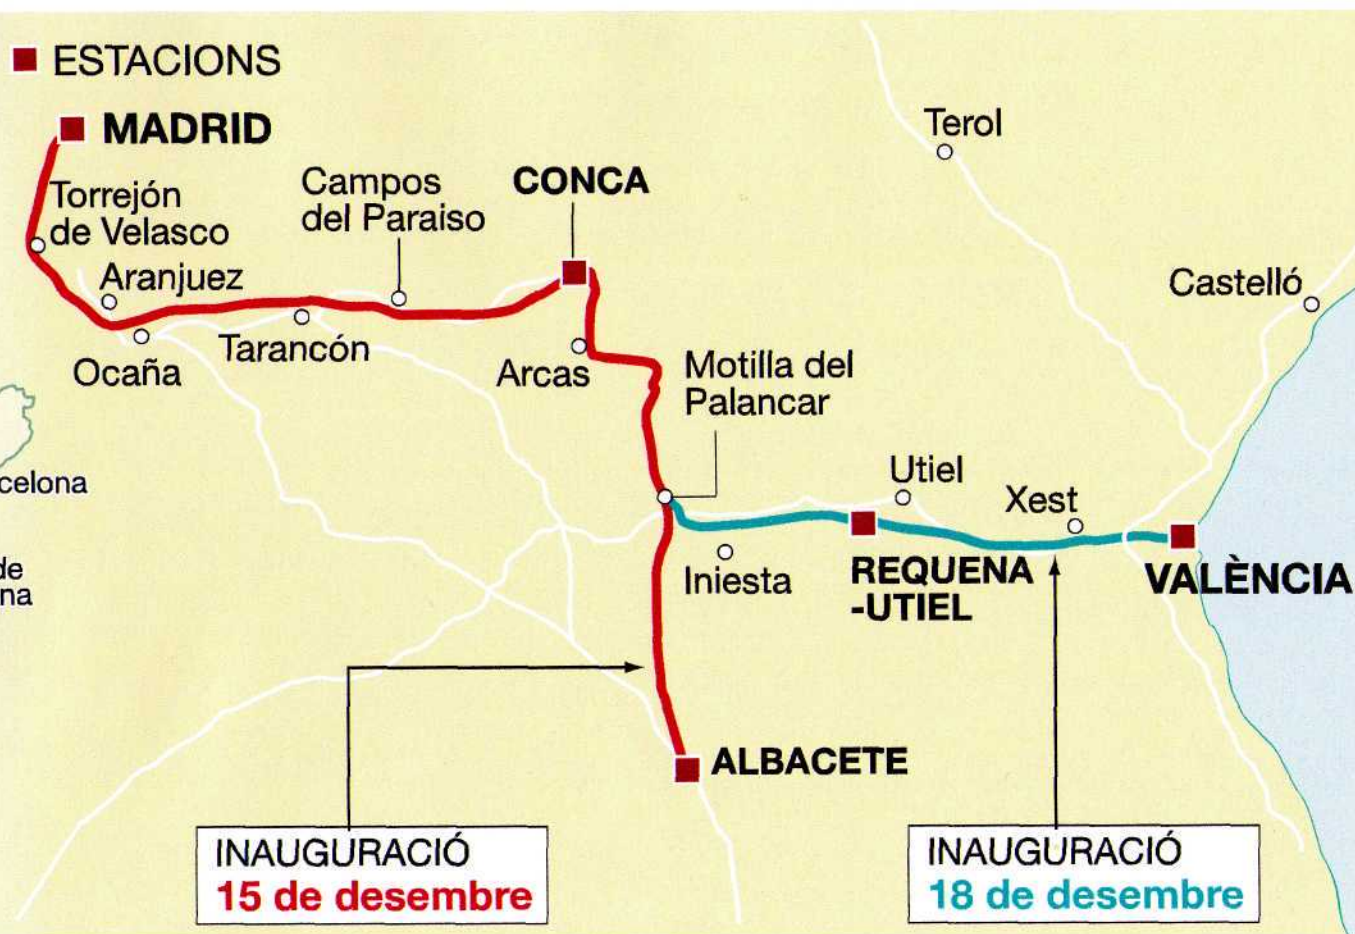 ESTACIONS
MADRID
Torrejón
de Velasco
Aranjuez
Ocaña
Tarancón
Campos
del Paraiso
CONCA
Arcas
Motilla del
Palancar
Terol
Castelló
Utiel
Xest
Iniesta
REQUENA
-UTIEL
VALÈNCIA
ALBACETE
celona
de
na
INAUGURACIÓ
15 de desembre
INAUGURACIÓ
18 de desembre